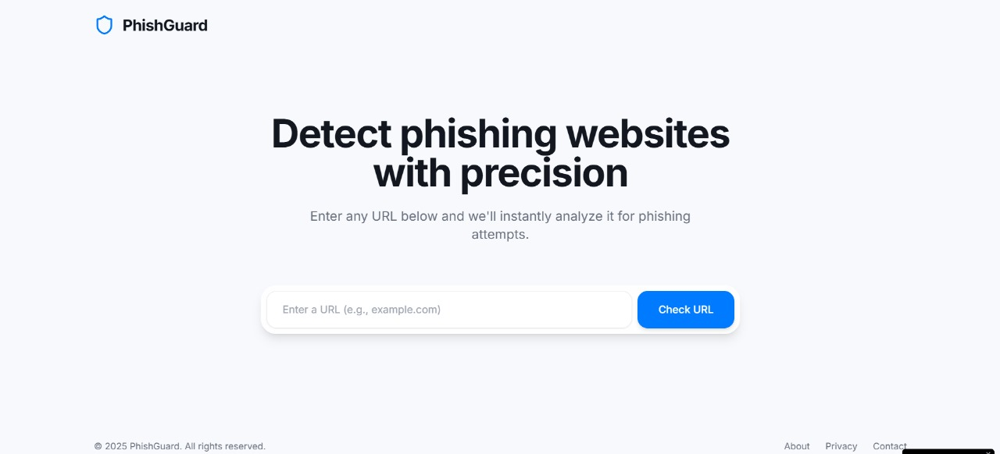 PhishGuard
Detect phishing websites
with precision
Enter any URL below and we'll instantly analyze it for phishing
attempts.
Enter a URL (e.g., example.com)
Check URL
© 2025 PhishGuard. All rights reserved.
About
Privacy
Contact